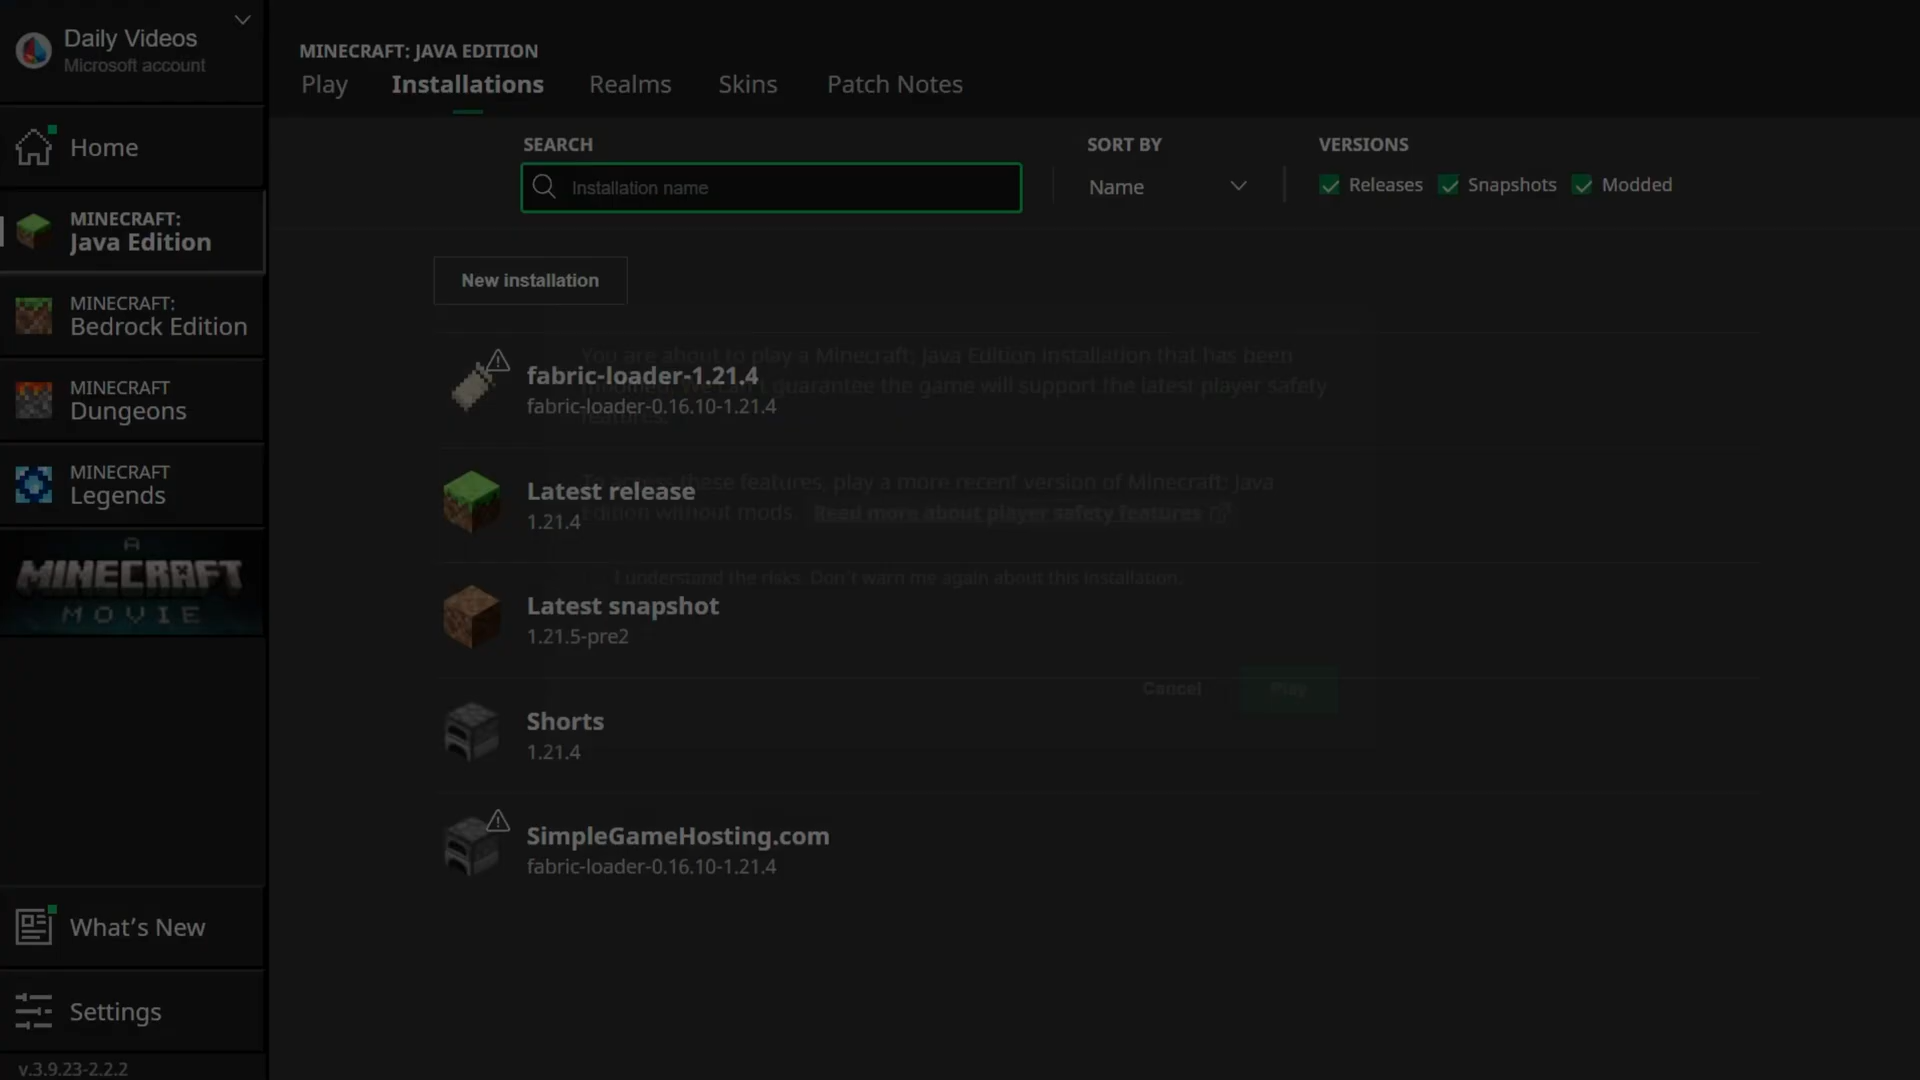 Daily Videos
Microsoft account
Home
MINECRAFT:
Java Edition
MINECRAFT:
Bedrock Edition
MINECRAFT
Dungeons
MINECRAFT
Legends
A
MINECRAFT
MOVIE
What's New
Settings
v.3.9.23-2.2.2
MINECRAFT: JAVA EDITION
Play Installations Realms Skins Patch Notes
SEARCH
Installation name
SORT BY
Name
VERSIONS
Releases Snapshots Modded
New installation
You are about to play a Minecraft: Java Edition installation that has been
fabric-loader-1.21.4
guarantee the game will support the latest player safety
fabric-loader-0.16.10-1.21.4
features.
To access these features, play a more recent version of Minecraft: Java
Latest release
Edition without mods. Read more about player safety features
1.21.4
I understand the risks. Don't warn me again about this installation.
Latest snapshot
1.21.5-pre2
Cancel Play
Shorts
1.21.4
SimpleGameHosting.com
fabric-loader-0.16.10-1.21.4